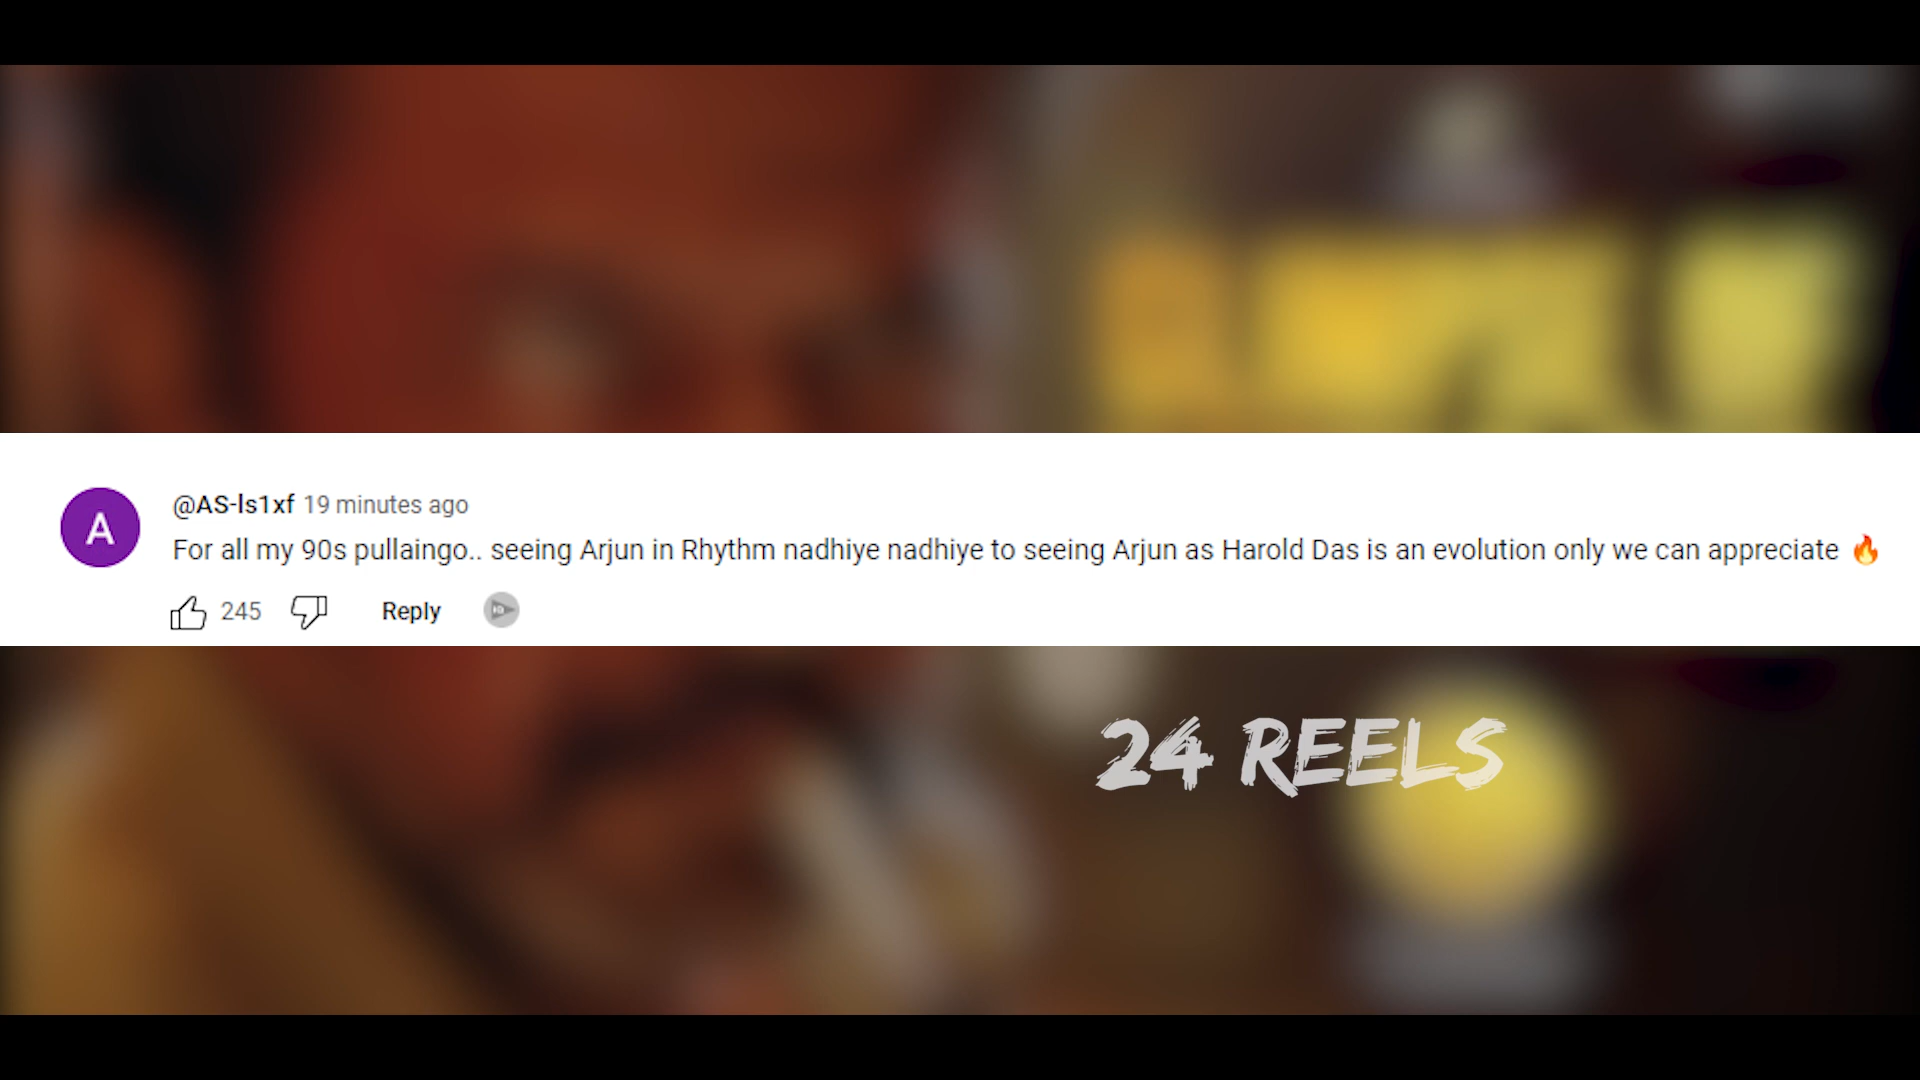 A
@AS-ls1xf 19 minutes ago
For all my 90s pullaingo.. seeing Arjun in Rhythm nadhiye nadhiye to seeing Arjun as Harold Das is an evolution only we can appreciate 🔥
245 Reply
24 REELS